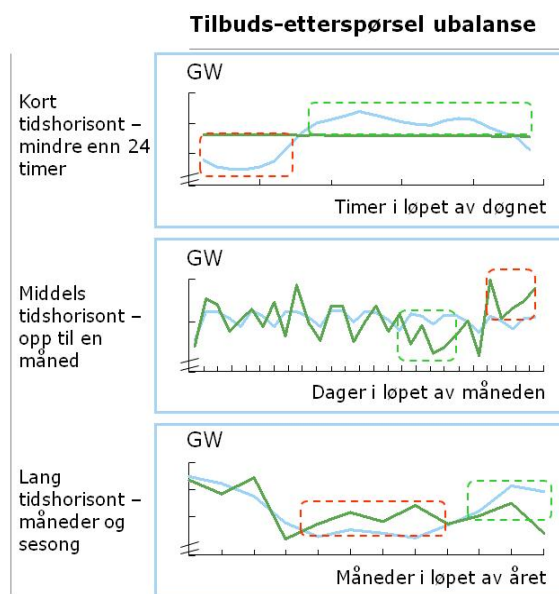 Tilbuds-etterspørsel ubalanse
Kort
tidshorisont –
mindre enn 24
timer
GW
Timer i løpet av døgnet
Middels
tidshorisont –
opp til en
måned
GW
Dager i løpet av måneden
Lang
tidshorisont –
måneder og
sesong
GW
Måneder i løpet av året